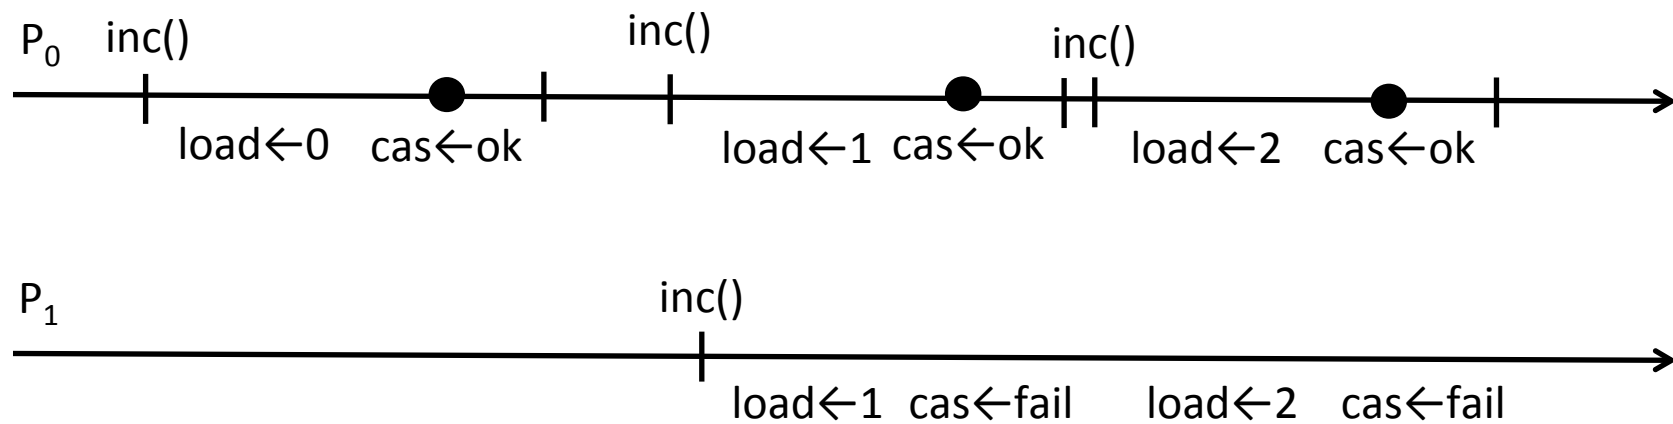 P₀ inc() inc() inc()
load←0 cas←ok load←1 cas←ok load←2 cas←ok
P₁ inc()
load←1 cas←fail load←2 cas←fail